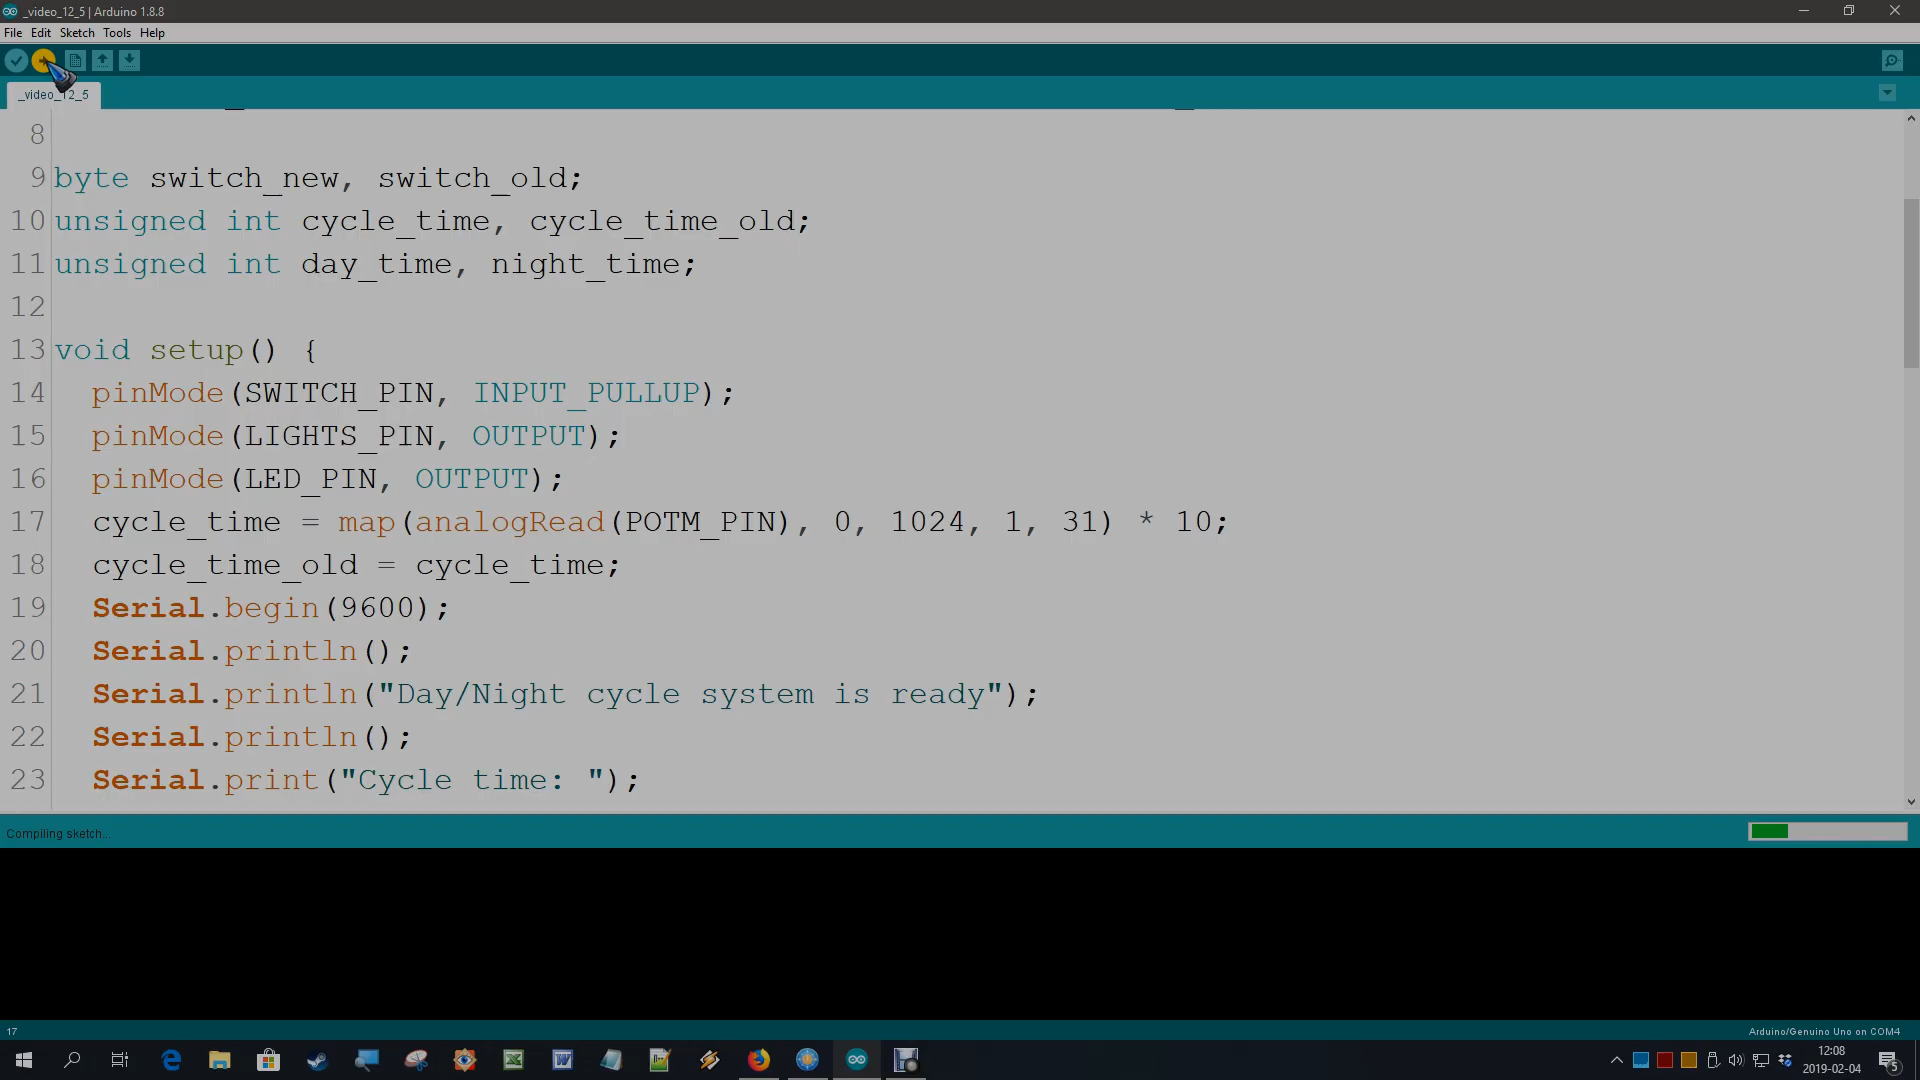 _video_12_5 | Arduino 1.8.8
File Edit Sketch Tools Help
_video_12_5
8
9 byte switch_new, switch_old;
10 unsigned int cycle_time, cycle_time_old;
11 unsigned int day_time, night_time;
12
13 void setup() {
14 pinMode(SWITCH_PIN, INPUT_PULLUP);
15 pinMode(LIGHTS_PIN, OUTPUT);
16 pinMode(LED_PIN, OUTPUT);
17 cycle_time = map(analogRead(POTM_PIN), 0, 1024, 1, 31) * 10;
18 cycle_time_old = cycle_time;
19 Serial.begin(9600);
20 Serial.println();
21 Serial.println("Day/Night cycle system is ready");
22 Serial.println();
23 Serial.print("Cycle time: ");
Compiling sketch...
17
Arduino/Genuino Uno on COM4
12:08
2019-02-04
5